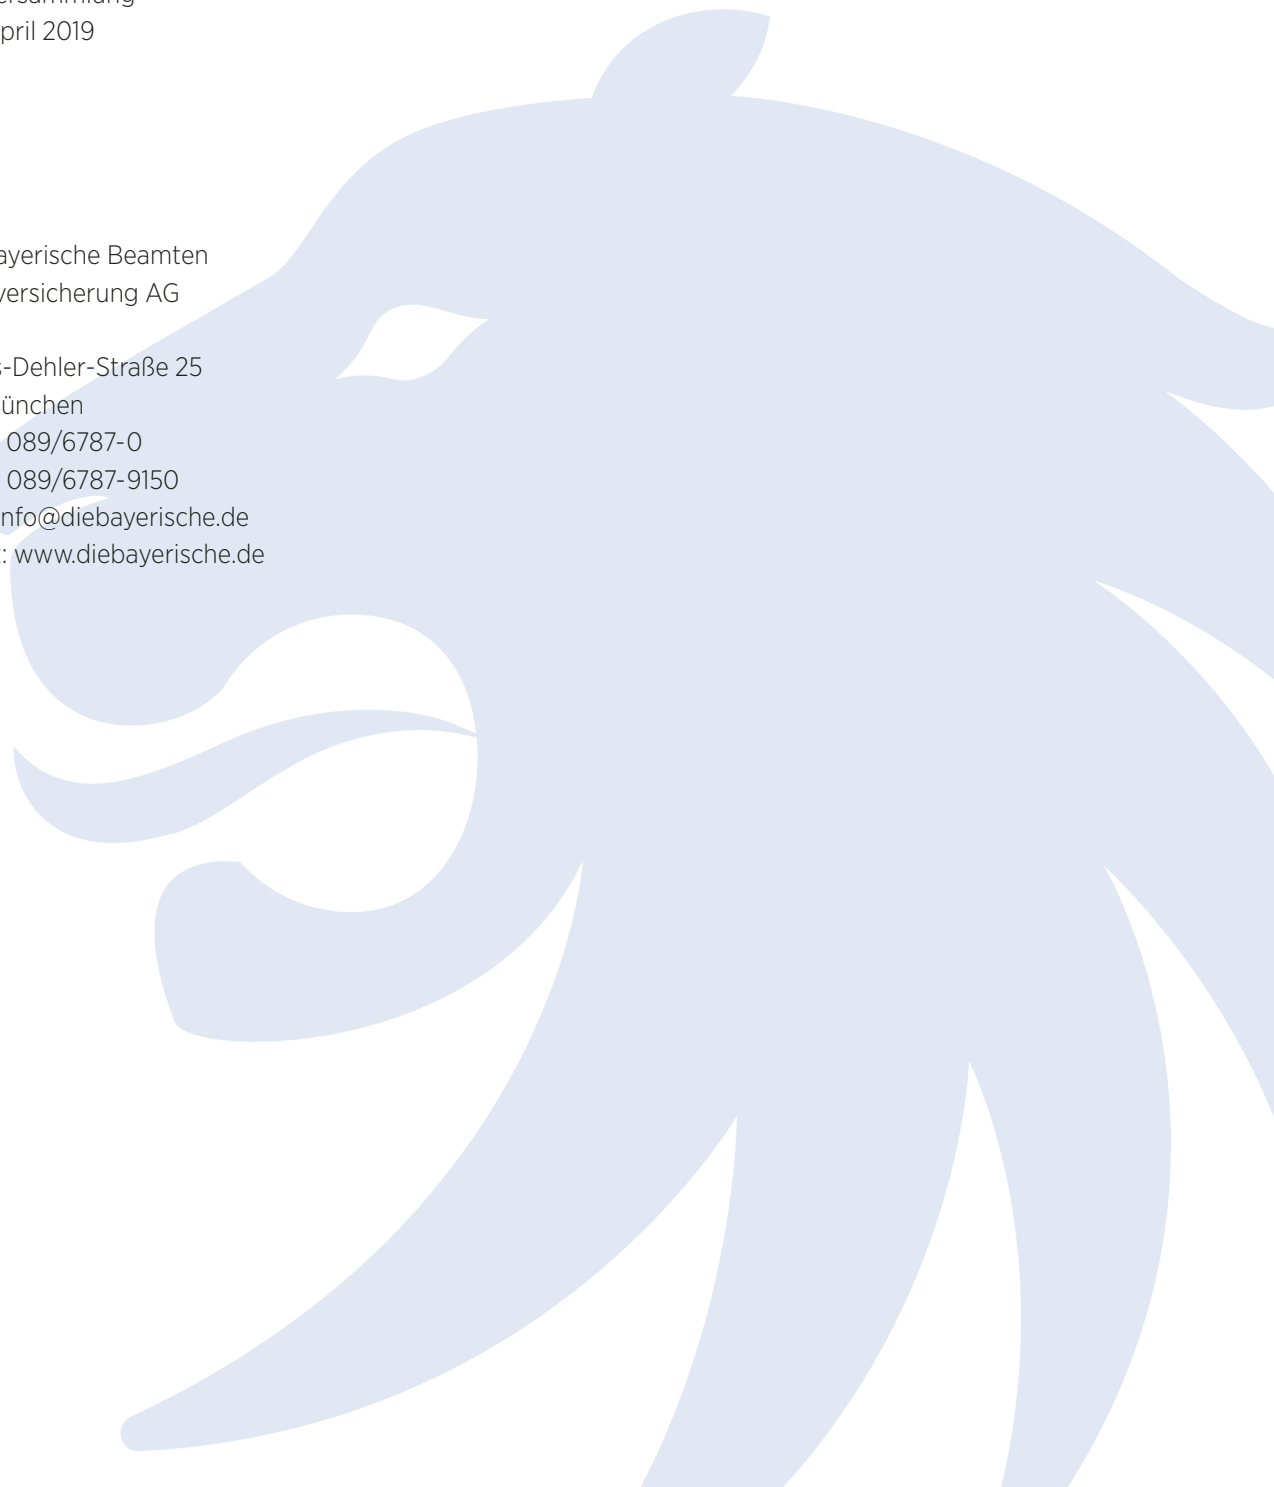 ersammlung
pril 2019
ayerische Beamten
versicherung AG
s-Dehler-Straße 25
ünchen
089/6787-0
089/6787-9150
nfo@diebayerische.de
: www.diebayerische.de